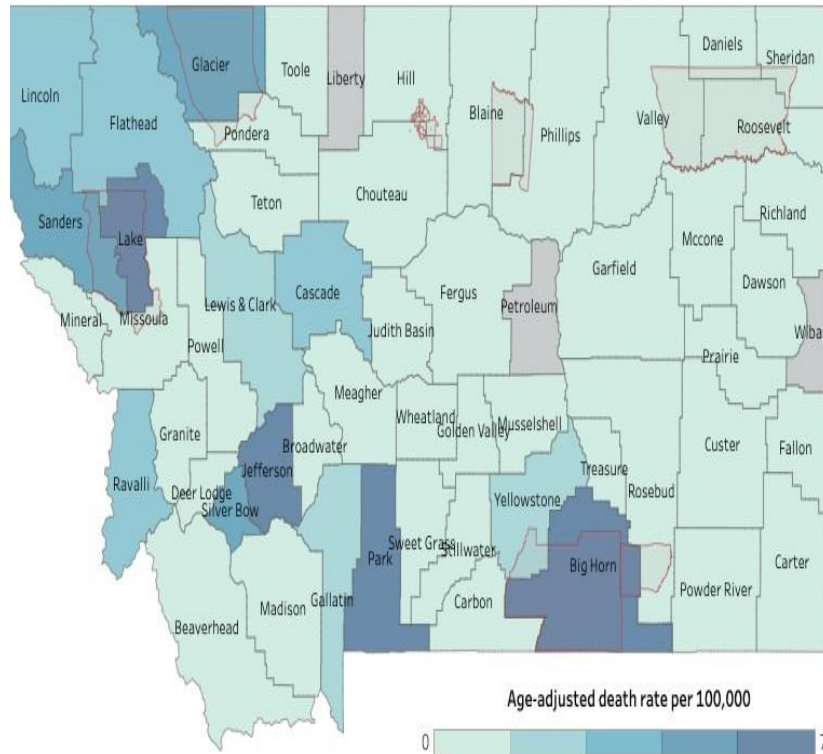 Daniels
Sheridan
Glacier
Toole
Liberty
Hill
Lincoln
Blaine
Valley
Flathead
Phillips
Roosevelt
Pondera
Chouteau
Teton
Richland
Sanders
Lake
Mccone
Garfield
Dawson
Fergus
Cascade
Lewis & Clark
Petroleum
Mineral
Missoula
Judith Basin
Powell
Prairie
Meagher
Wheatland
Musselshell
Golden Valley
Granite
Broadwater
Custer
Fallon
Jefferson
Treasure
Ravalli
Deer Lodge
Yellowstone
Rosebud
Silver Bow
Sweet Grass
Stillwater
Park
Big Horn
Carter
Powder River
Carbon
Madison
Gallatin
Beaverhead
Age-adjusted death rate per 100,000
0